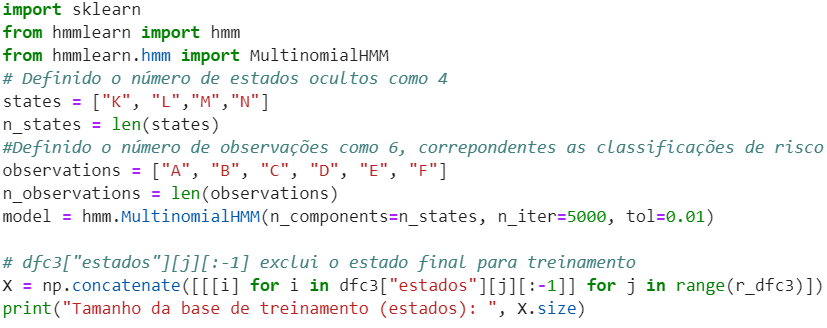 import sklearn
from hmmlearn import hmm
from hmmlearn.hmm import MultinomialHMM
# Definido o número de estados ocultos como 4
states = ["K", "L","M","N"]
n_states = len(states)
#Definido o número de observações como 6, correpondentes as classificações de risco
observations = ["A", "B", "C", "D", "E", "F"]
n_observations = len(observations)
model = hmm.MultinomialHMM(n_components=n_states, n_iter=5000, tol=0.01)
# dfc3["estados"][j][:-1] exclui o estado final para treinamento
X = np.concatenate([[[i] for i in dfc3["estados"][j][:-1]] for j in range(r_dfc3)])
print("Tamanho da base de treinamento (estados): ", X.size)